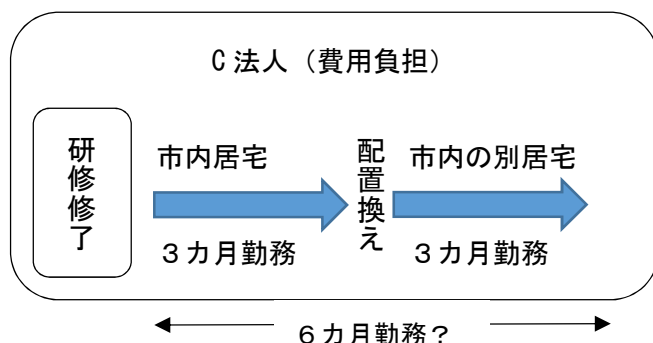 C法人（費用負担）
研修修了
市内居宅
３カ月勤務
配置換え
市内の別居宅
３カ月勤務
６カ月勤務？